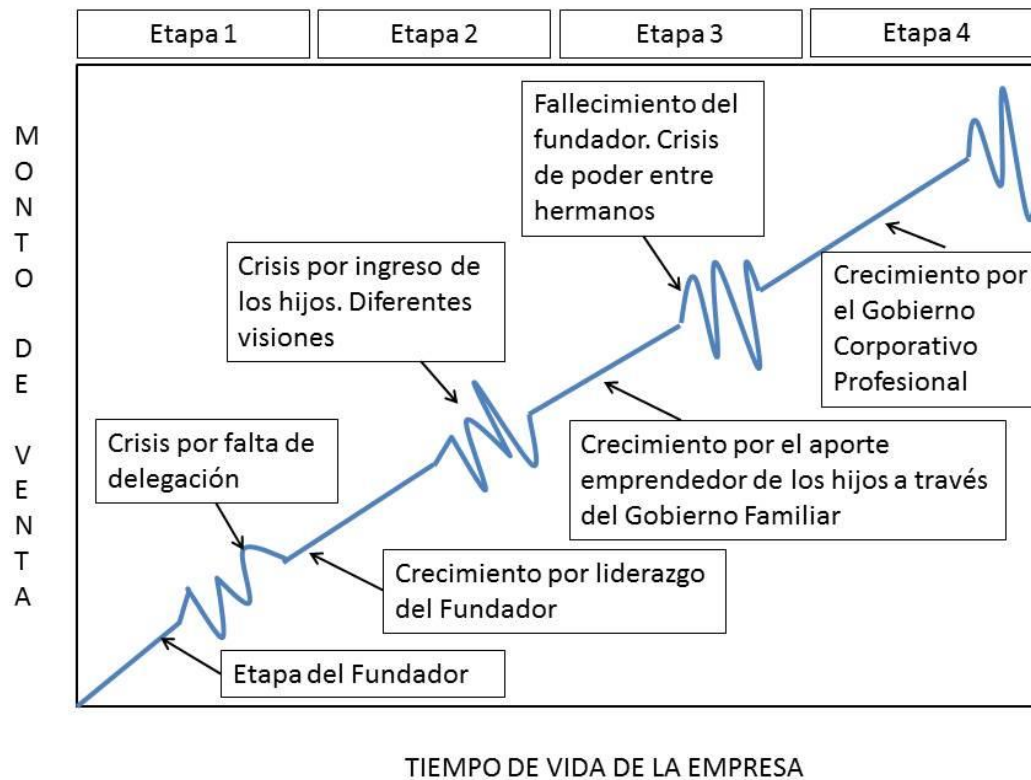 Etapa 1
Etapa 2
Etapa 3
Etapa 4
MONTO DE VENTA
Fallecimiento del
fundador. Crisis
de poder entre
hermanos
Crisis por ingreso de
los hijos. Diferentes
visiones
Crecimiento por
el Gobierno
Corporativo
Profesional
Crisis por falta de
delegación
Crecimiento por el aporte
emprendedor de los hijos a través
del Gobierno Familiar
Crecimiento por liderazgo
del Fundador
Etapa del Fundador
TIEMPO DE VIDA DE LA EMPRESA